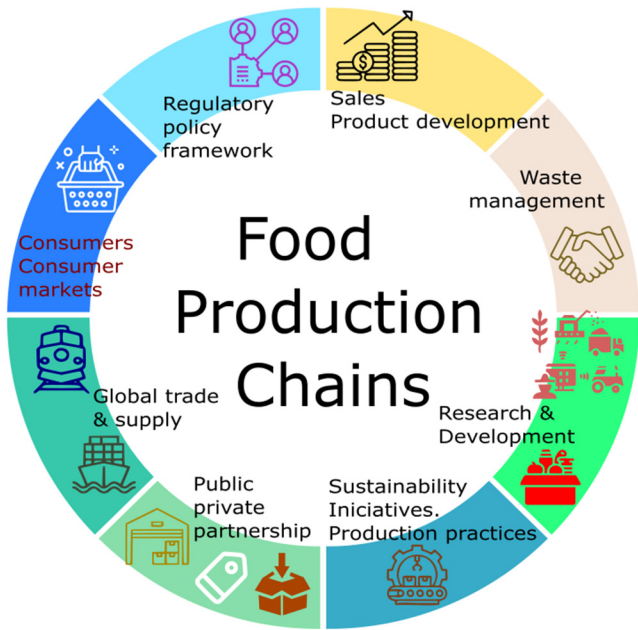 Regulatory
policy
framework
Sales
Product development
Waste
management
Consumers
Consumer
markets
Food
Production
Chains
Global trade
& supply
Research &
Development
Public
private
partnership
Sustainability
Iniciatives.
Production practices